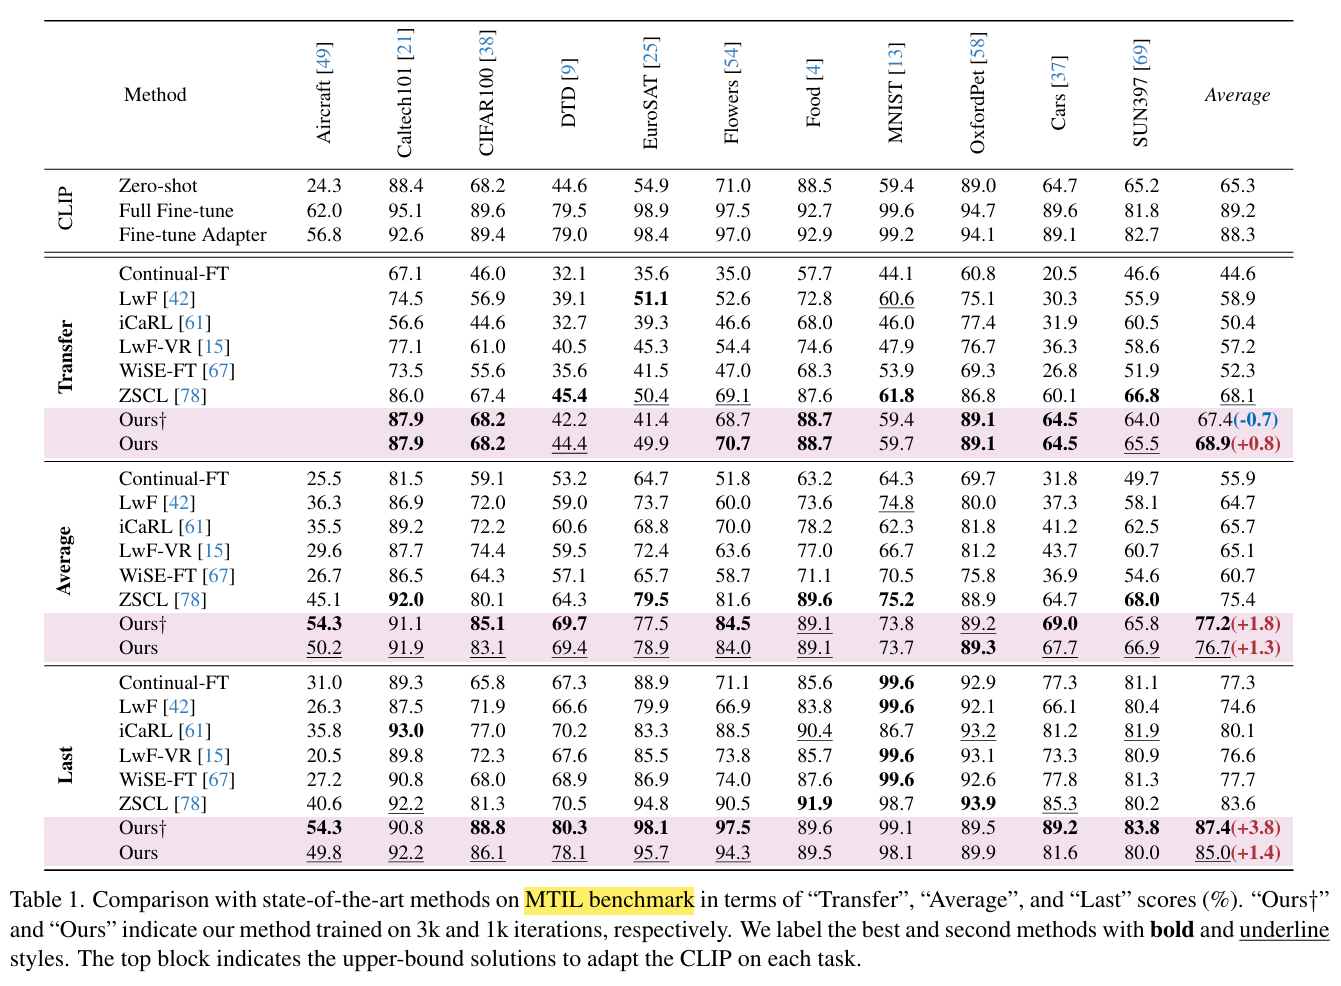 Method Aircraft [49] Caltech101 [21] CIFAR100 [38] DTD [9] EuroSAT [25] Flowers [54] Food [4] MNIST [13] OxfordPet [58] Cars [37] SUN397 [69] Average
CLIP
Zero-shot 24.3 88.4 68.2 44.6 54.9 71.0 88.5 59.4 89.0 64.7 65.2 65.3
Full Fine-tune 62.0 95.1 89.6 79.5 98.9 97.5 92.7 99.6 94.7 89.6 81.8 89.2
Fine-tune Adapter 56.8 92.6 89.4 79.0 98.4 97.0 92.9 99.2 94.1 89.1 82.7 88.3
Transfer
Continual-FT 67.1 46.0 32.1 35.6 35.0 57.7 44.1 60.8 20.5 46.6 44.6
LwF [42] 74.5 56.9 39.1 51.1 52.6 72.8 60.6 75.1 30.3 55.9 58.9
iCaRL [61] 56.6 44.6 32.7 39.3 46.6 68.0 46.0 77.4 31.9 60.5 50.4
LwF-VR [15] 77.1 61.0 40.5 45.3 54.4 74.6 47.9 76.7 36.3 58.6 57.2
WiSE-FT [67] 73.5 55.6 35.6 41.5 47.0 68.3 53.9 69.3 26.8 51.9 52.3
ZSCL [78] 86.0 67.4 45.4 50.4 69.1 87.6 61.8 86.8 60.1 66.8 68.1
Ours† 87.9 68.2 42.2 41.4 68.7 88.7 59.4 89.1 64.5 64.0 67.4(-0.7)
Ours 87.9 68.2 44.4 49.9 70.7 88.7 59.7 89.1 64.5 65.5 68.9(+0.8)
Average
Continual-FT 25.5 81.5 59.1 53.2 64.7 51.8 63.2 64.3 69.7 31.8 49.7 55.9
LwF [42] 36.3 86.9 72.0 59.0 73.7 60.0 73.6 74.8 80.0 37.3 58.1 64.7
iCaRL [61] 35.5 89.2 72.2 60.6 68.8 70.0 78.2 62.3 81.8 41.2 62.5 65.7
LwF-VR [15] 29.6 87.7 74.4 59.5 72.4 63.6 77.0 66.7 81.2 43.7 60.7 65.1
WiSE-FT [67] 26.7 86.5 64.3 57.1 65.7 58.7 71.1 70.5 75.8 36.9 54.6 60.7
ZSCL [78] 45.1 92.0 80.1 64.3 79.5 81.6 89.6 75.2 88.9 64.7 68.0 75.4
Ours† 54.3 91.1 85.1 69.7 77.5 84.5 89.1 73.8 89.2 69.0 65.8 77.2(+1.8)
Ours 50.2 91.9 83.1 69.4 78.9 84.0 89.1 73.7 89.3 67.7 66.9 76.7(+1.3)
Last
Continual-FT 31.0 89.3 65.8 67.3 88.9 71.1 85.6 99.6 92.9 77.3 81.1 77.3
LwF [42] 26.3 87.5 71.9 66.6 79.9 66.9 83.8 99.6 92.1 66.1 80.4 74.6
iCaRL [61] 35.8 93.0 77.0 70.2 83.3 88.5 90.4 86.7 93.2 81.2 81.9 80.1
LwF-VR [15] 20.5 89.8 72.3 67.6 85.5 73.8 85.7 99.6 93.1 73.3 80.9 76.6
WiSE-FT [67] 27.2 90.8 68.0 68.9 86.9 74.0 87.6 99.6 92.6 77.8 81.3 77.7
ZSCL [78] 40.6 92.2 81.3 70.5 94.8 90.5 91.9 98.7 93.9 85.3 80.2 83.6
Ours† 54.3 90.8 88.8 80.3 98.1 97.5 89.6 99.1 89.5 89.2 83.8 87.4(+3.8)
Ours 49.8 92.2 86.1 78.1 95.7 94.3 89.5 98.1 89.9 81.6 80.0 85.0(+1.4)
Table 1. Comparison with state-of-the-art methods on MTIL benchmark in terms of “Transfer”, “Average”, and “Last” scores (%). “Ours†”
and “Ours” indicate our method trained on 3k and 1k iterations, respectively. We label the best and second methods with bold and underline
styles. The top block indicates the upper-bound solutions to adapt the CLIP on each task.